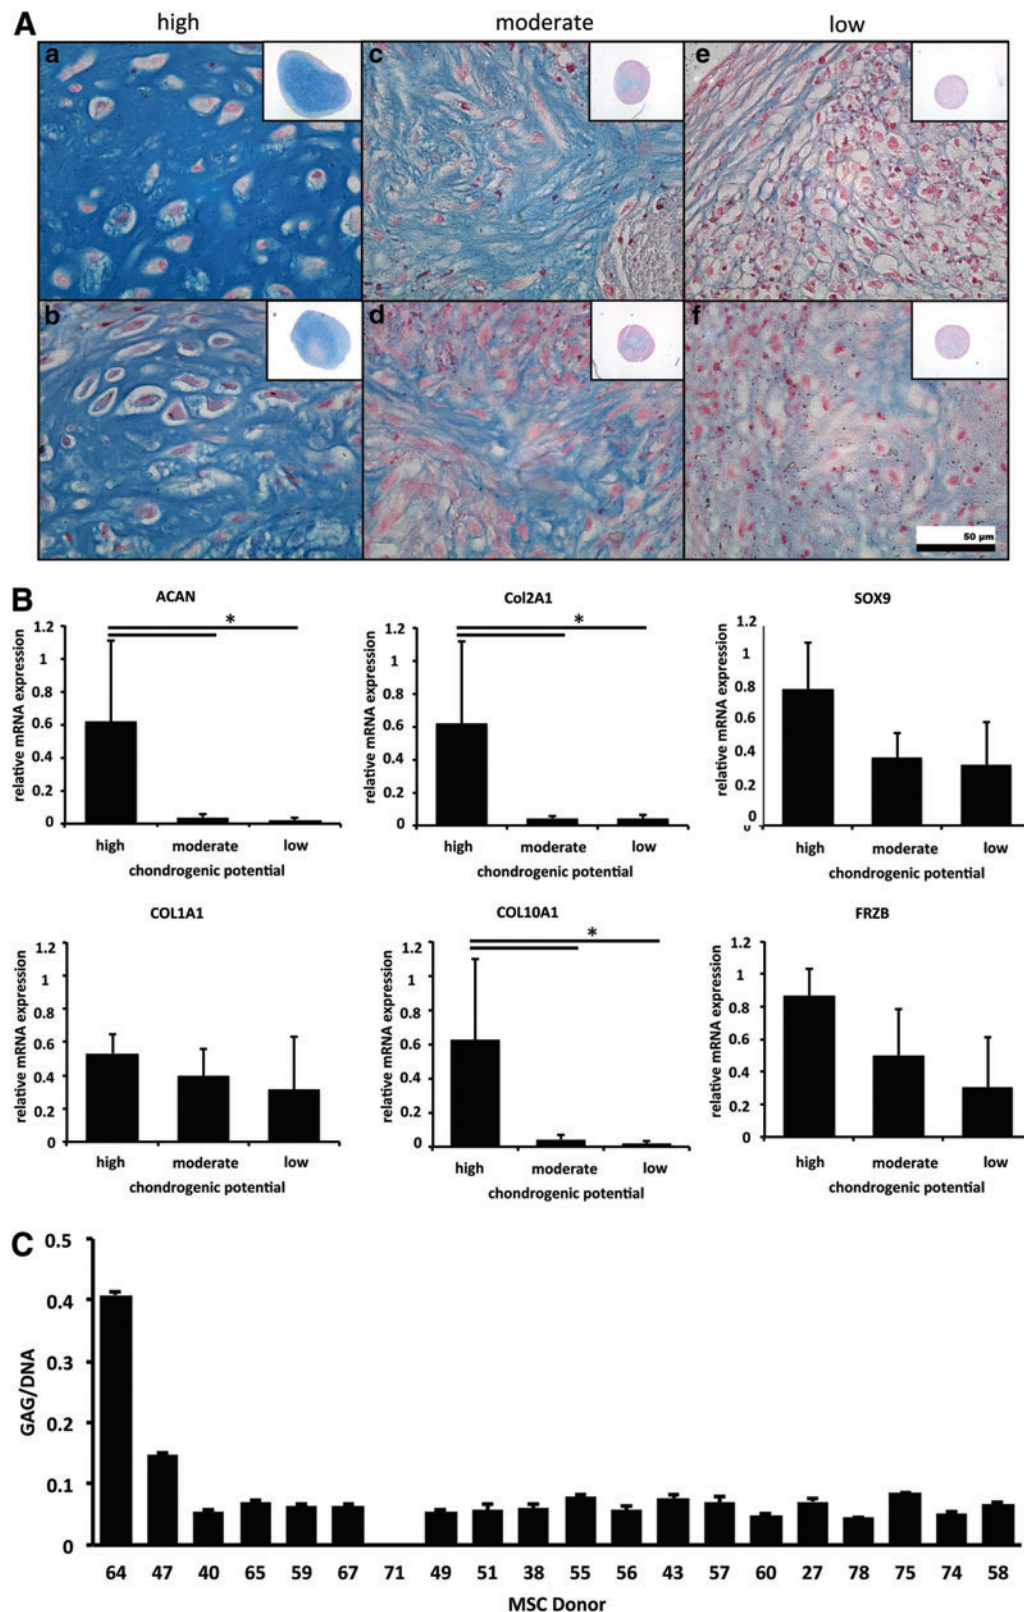 A high moderate low
a c e
b d f
50 µm
B ACAN Col2A1 SOX9
relative mRNA expression
1.2
1
0.8
0.6
0.4
0.2
0
*
high moderate low
chondrogenic potential
relative mRNA expression
1.2
1
0.8
0.6
0.4
0.2
0
*
high moderate low
chondrogenic potential
relative mRNA expression
1.2
1
0.8
0.6
0.4
0.2
0
high moderate low
chondrogenic potential
COL1A1 COL10A1 FRZB
relative mRNA expression
1.2
1
0.8
0.6
0.4
0.2
0
high moderate low
chondrogenic potential
relative mRNA expression
1.2
1
0.8
0.6
0.4
0.2
0
*
high moderate low
chondrogenic potential
relative mRNA expression
1.2
1
0.8
0.6
0.4
0.2
0
high moderate low
chondrogenic potential
C
GAG/DNA
0.5
0.4
0.3
0.2
0.1
0
64 47 40 65 59 67 71 49 51 38 55 56 43 57 60 27 78 75 74 58
MSC Donor